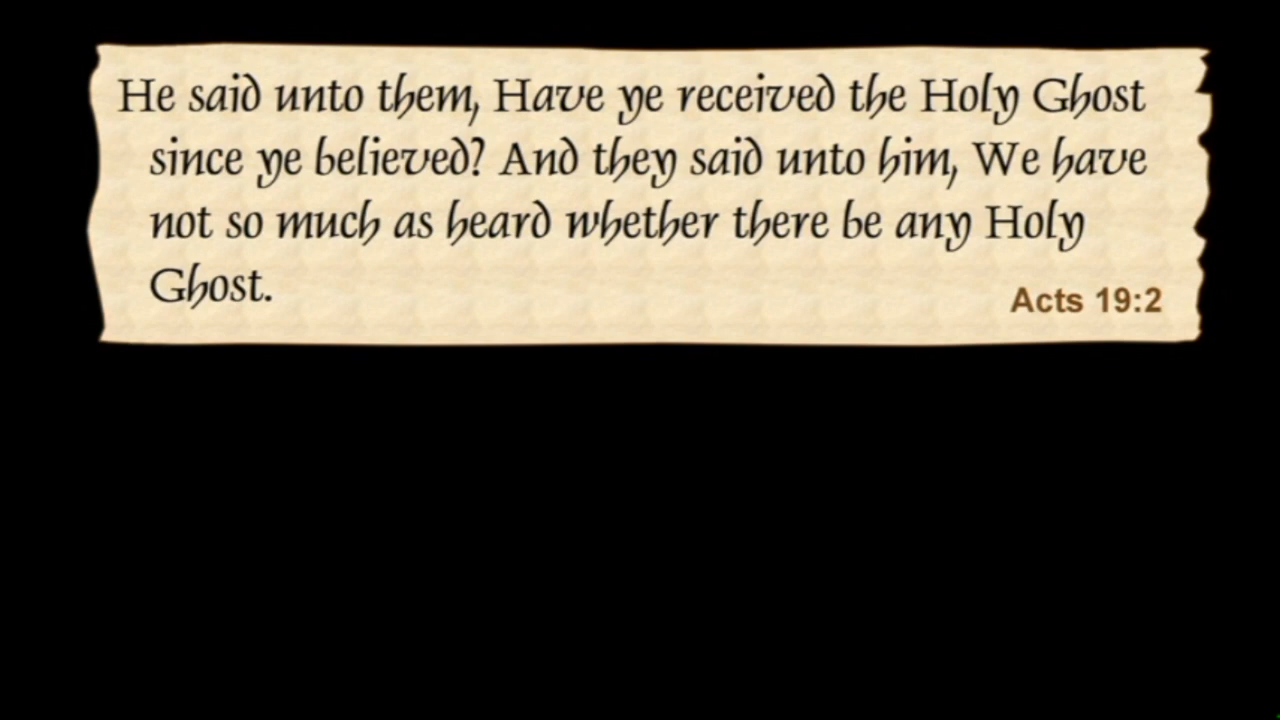 He said unto them, Have ye received the Holy Ghost
since ye believed? And they said unto him, We have
not so much as heard whether there be any Holy
Ghost.
Acts 19:2